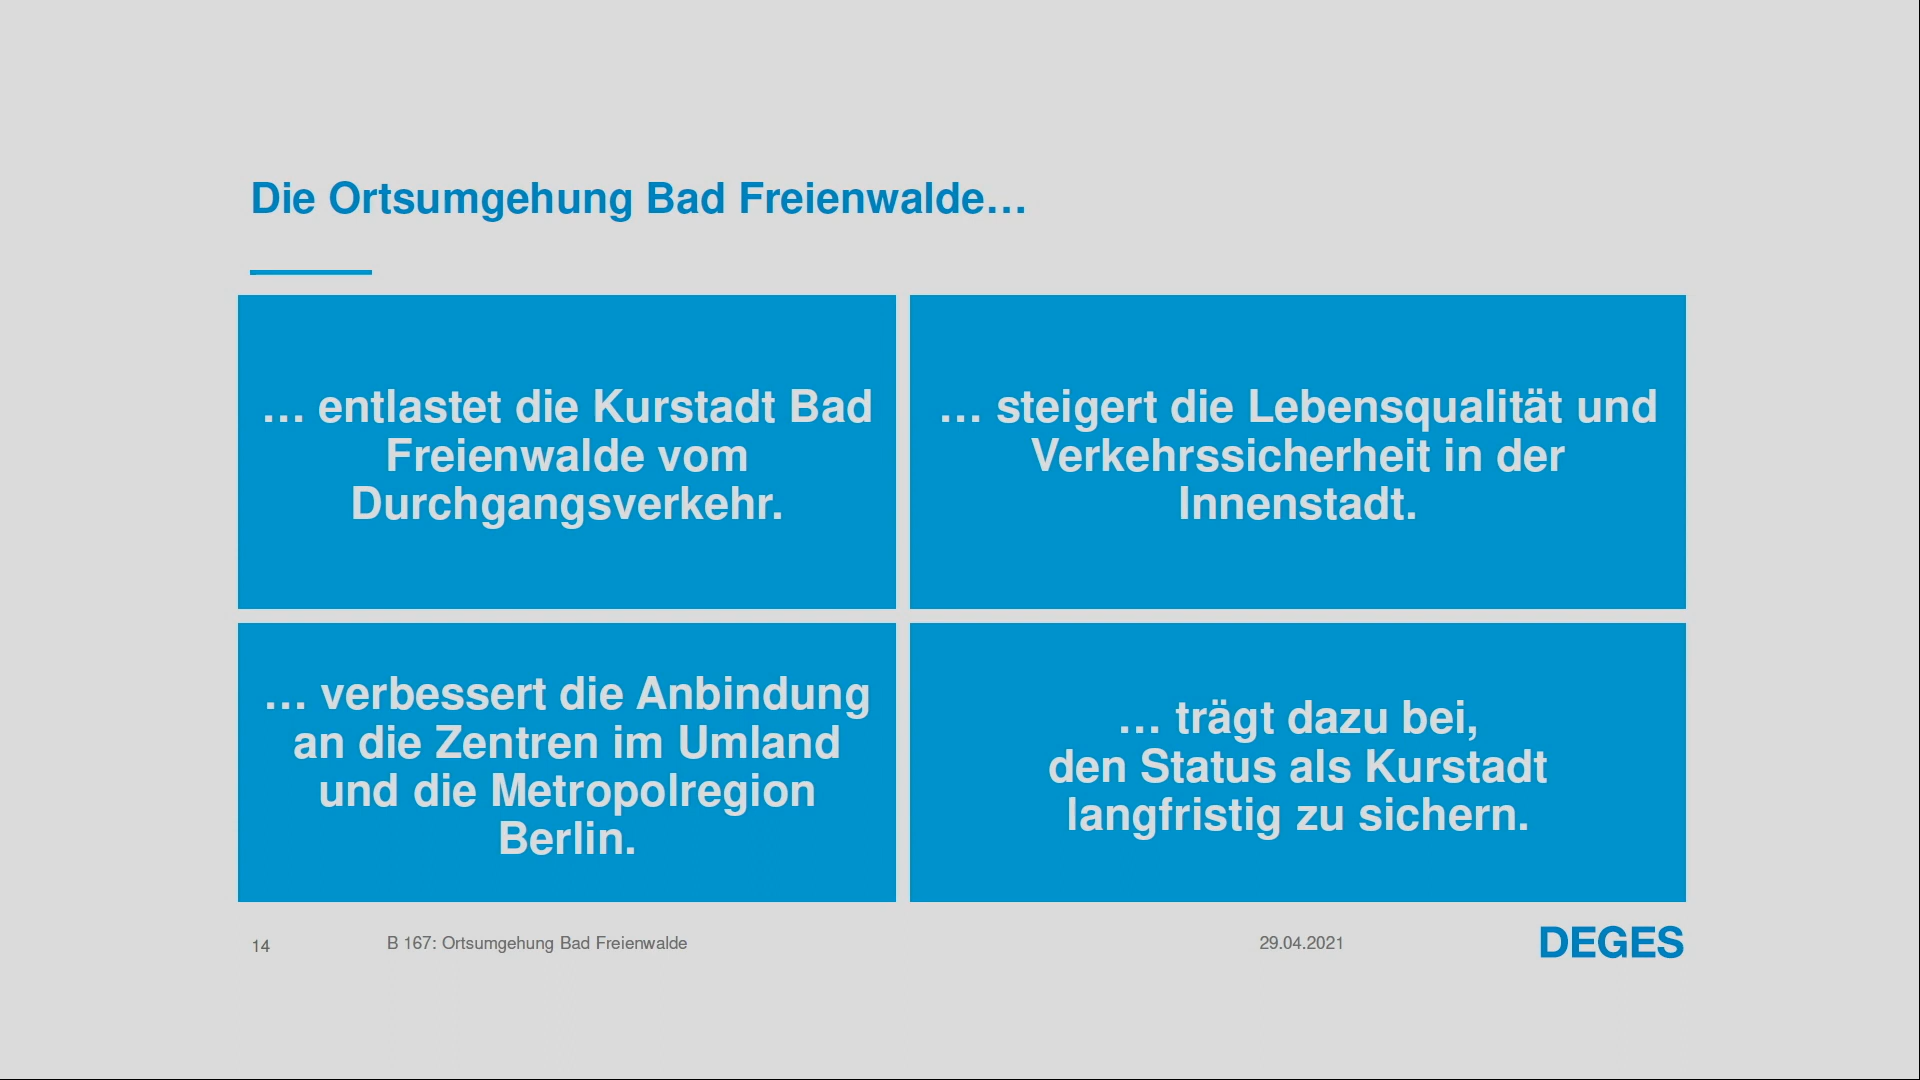 Die Ortsumgehung Bad Freienwalde…
… entlastet die Kurstadt Bad
Freienwalde vom
Durchgangsverkehr.
… steigert die Lebensqualität und
Verkehrssicherheit in der
Innenstadt.
… verbessert die Anbindung
an die Zentren im Umland
und die Metropolregion
Berlin.
… trägt dazu bei,
den Status als Kurstadt
langfristig zu sichern.
14
B 167: Ortsumgehung Bad Freienwalde
29.04.2021
DEGES